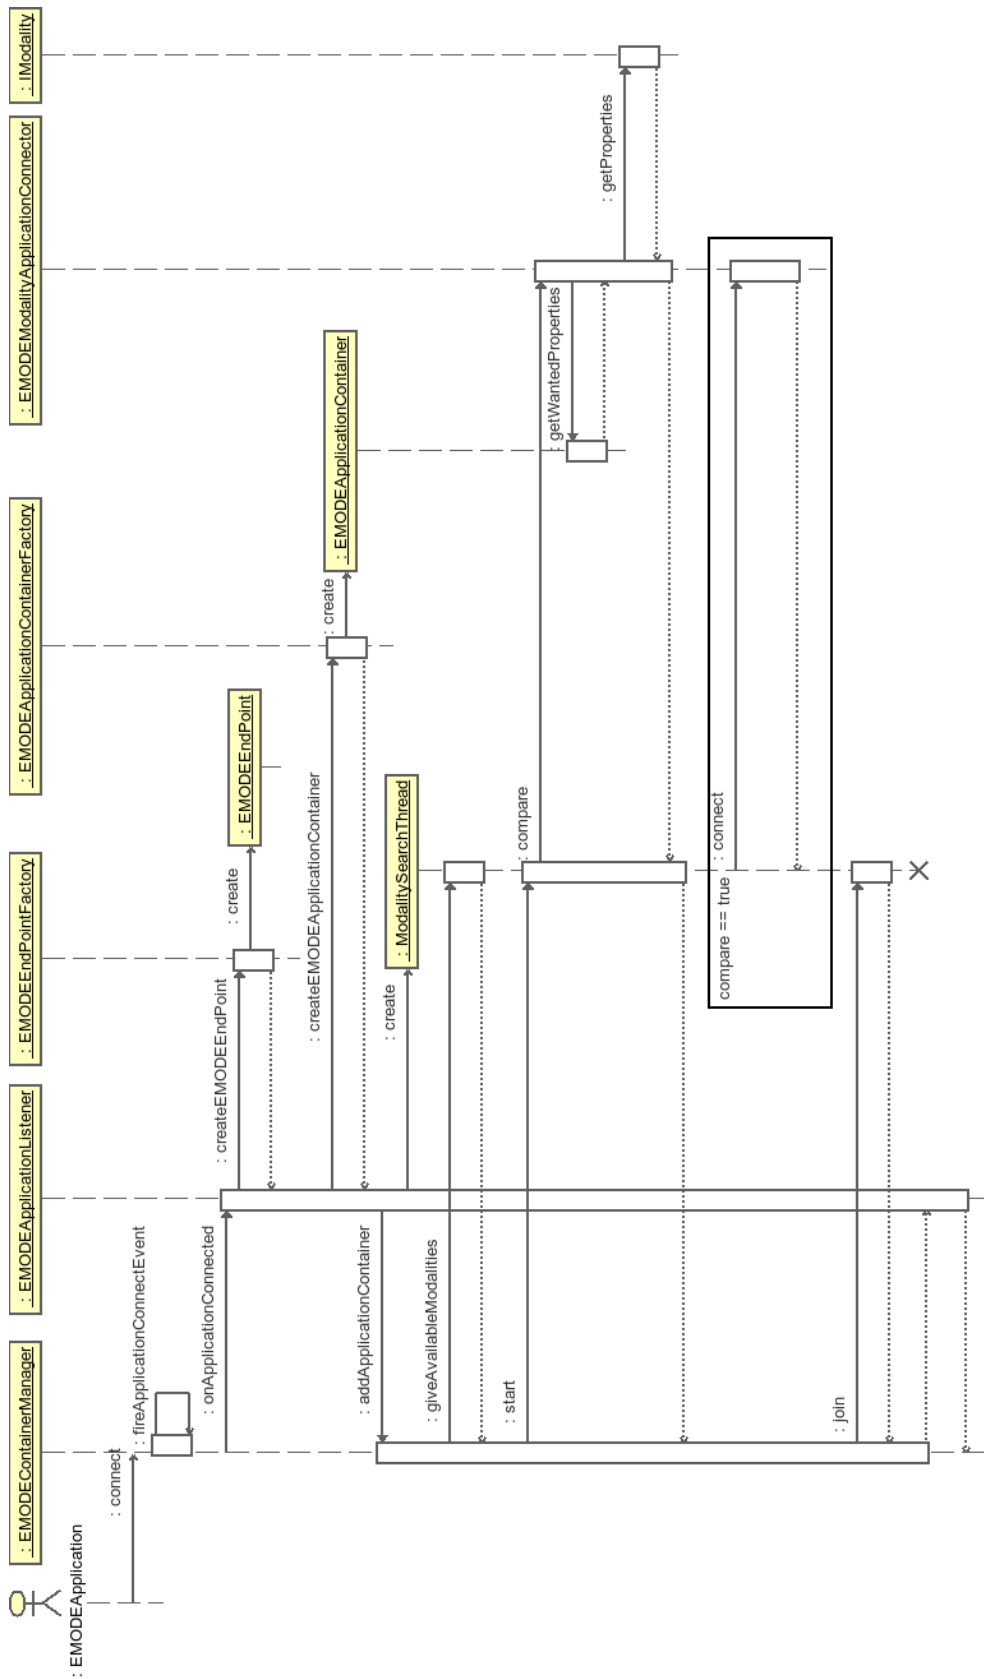 : EMODEApplication
: EMODEContainerManager
: EMODEApplicationListener
: EMODEEndPointFactory
: EMODEApplicationContainerFactory
: EMODEModalityApplicationConnector
: IModality
: connect
: fireApplicationConnectEvent
: onApplicationConnected
: createEMODEEndPoint
: create
: EMODEEndPoint
: createEMODEApplicationContainer
: create
: EMODEApplicationContainer
: addApplicationContainer
: create
: ModalitySearchThread
: giveAvailableModalities
: start
: compare
: getWantedProperties
: getProperties
compare == true
: connect
: join